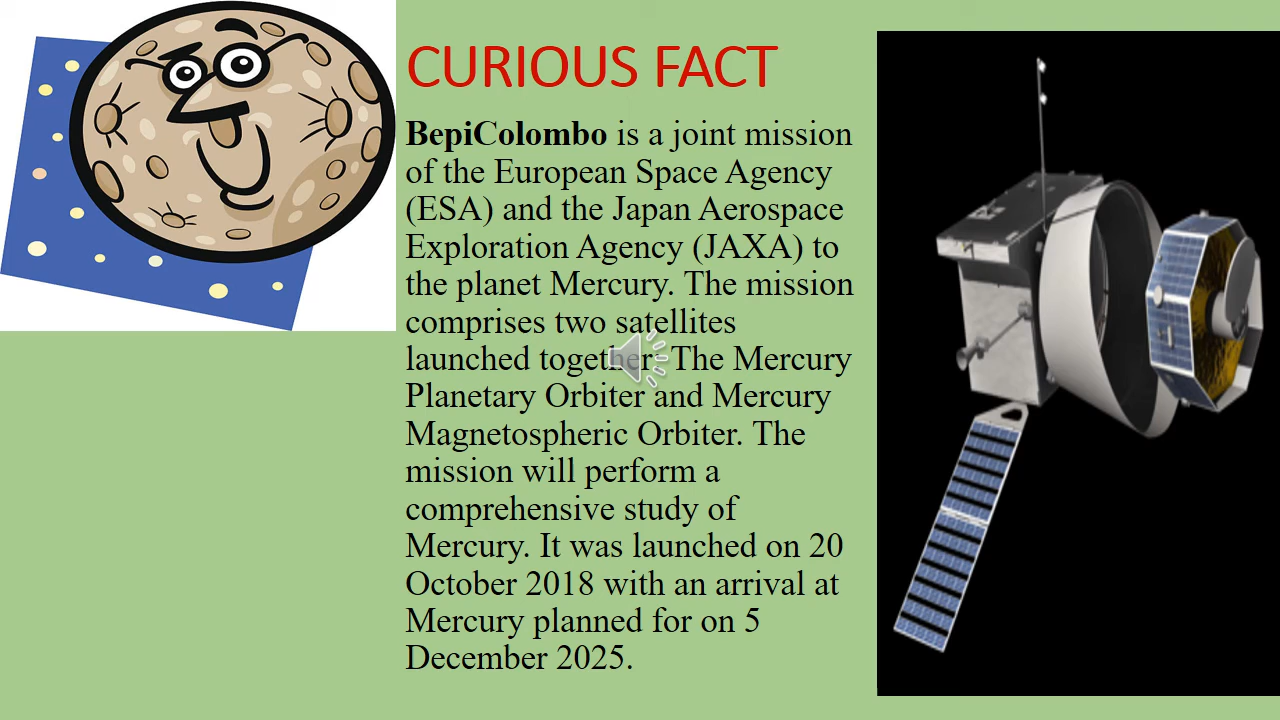 CURIOUS FACT
BepiColombo is a joint mission
of the European Space Agency
(ESA) and the Japan Aerospace
Exploration Agency (JAXA) to
the planet Mercury. The mission
comprises two satellites
launched together: The Mercury
Planetary Orbiter and Mercury
Magnetospheric Orbiter. The
mission will perform a
comprehensive study of
Mercury. It was launched on 20
October 2018 with an arrival at
Mercury planned for on 5
December 2025.